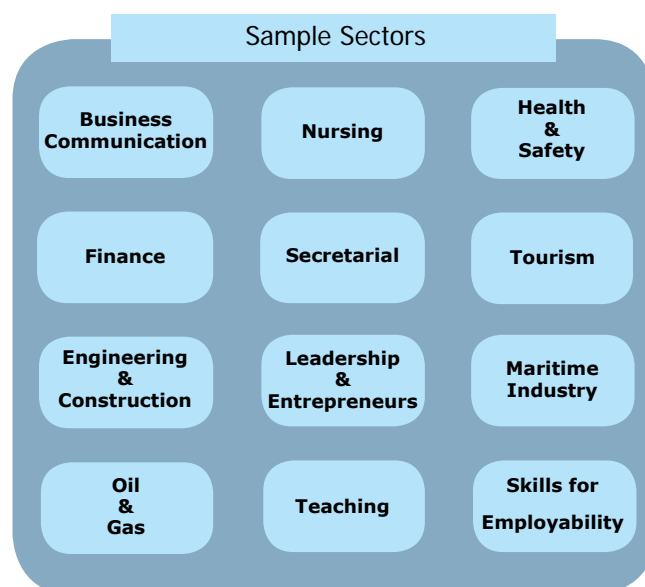 Sample Sectors
Business
Communication
Nursing
Health
&
Safety
Finance
Secretarial
Tourism
Engineering
&
Construction
Leadership
&
Entrepreneurs
Maritime
Industry
Oil
&
Gas
Teaching
Skills for
Employability